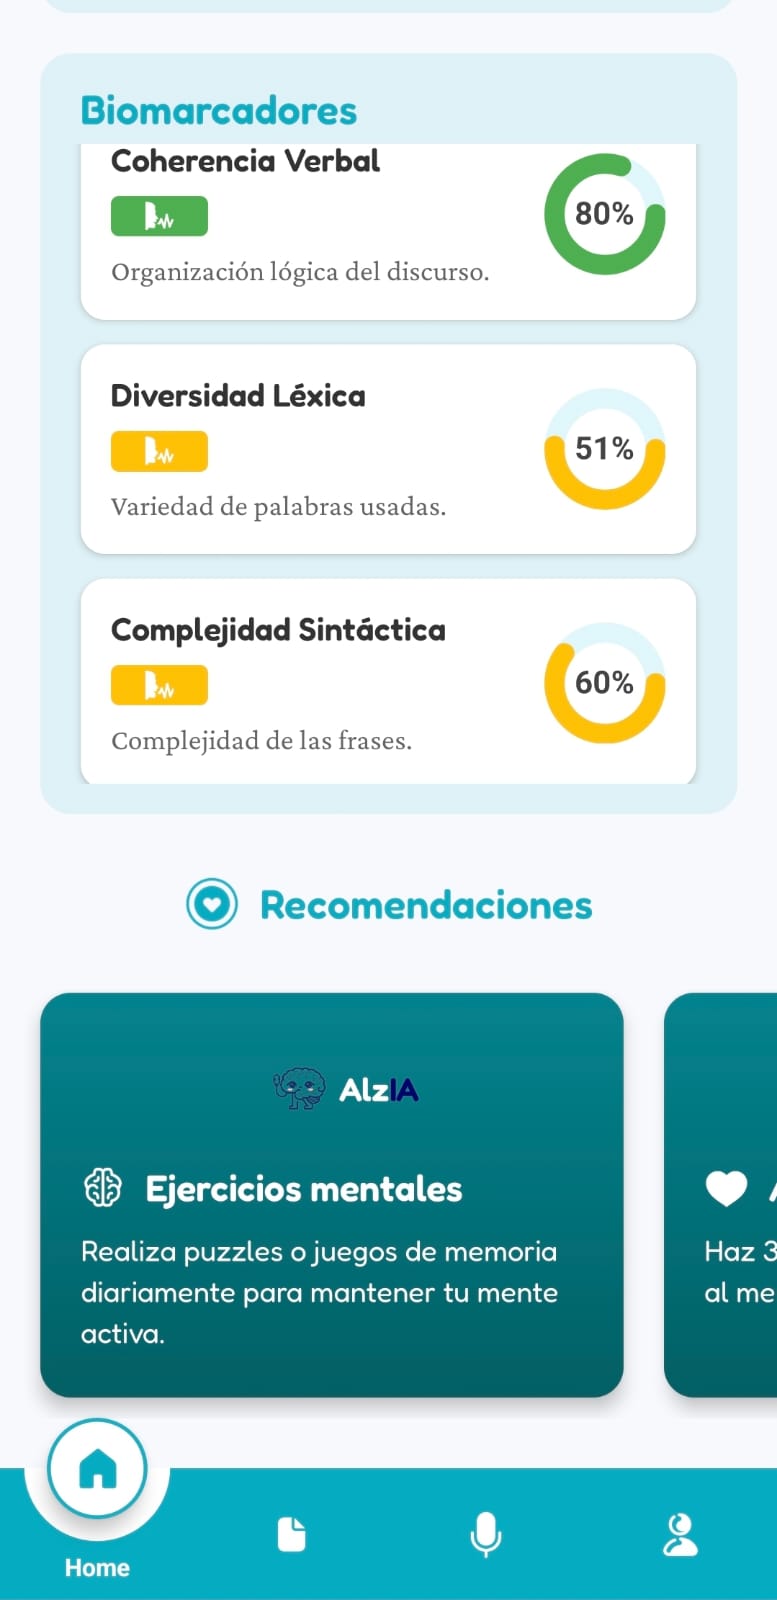 Biomarcadores
Coherencia Verbal
80%
Organización lógica del discurso.
Diversidad Léxica
51%
Variedad de palabras usadas.
Complejidad Sintáctica
60%
Complejidad de las frases.
Recomendaciones
AlzIA
Ejercicios mentales
Realiza puzzles o juegos de memoria
diariamente para mantener tu mente
activa.
Haz 3
al me
Home